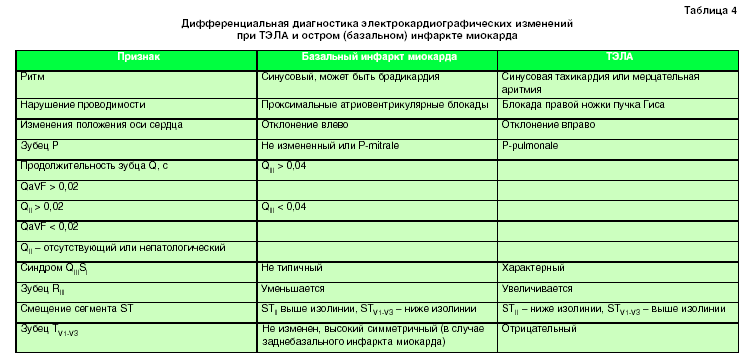 Таблица 4
Дифференциальная диагностика электрокардиографических изменений
при ТЭЛА и остром (базальном) инфаркте миокарда
Признак Базальный инфаркт миокарда ТЭЛА
Ритм Синусовый, может быть брадикардия Синусовая тахикардия или мерцательная
аритмия
Нарушение проводимости Проксимальные атриовентрикулярные блокады Блокада правой ножки пучка Гиса
Изменения положения оси сердца Отклонение влево Отклонение вправо
Зубец P Не измененный или P-mitrale P-pulmonale
Продолжительность зубца Q, с QIII > 0,04
QaVF > 0,02
QII > 0,02 QIII < 0,04
QaVF < 0,02
QII – отсутствующий или непатологический
Синдром QIIISI Не типичный Характерный
Зубец RIII Уменьшается Увеличивается
Смещение сегмента ST STII выше изолинии, STV1-V3 – ниже изолинии STII – ниже изолинии, STV1-V3 – выше изолинии
Зубец TV1-V3 Не изменен, высокий симметричный (в случае Отрицательный
заднебазального инфаркта миокарда)